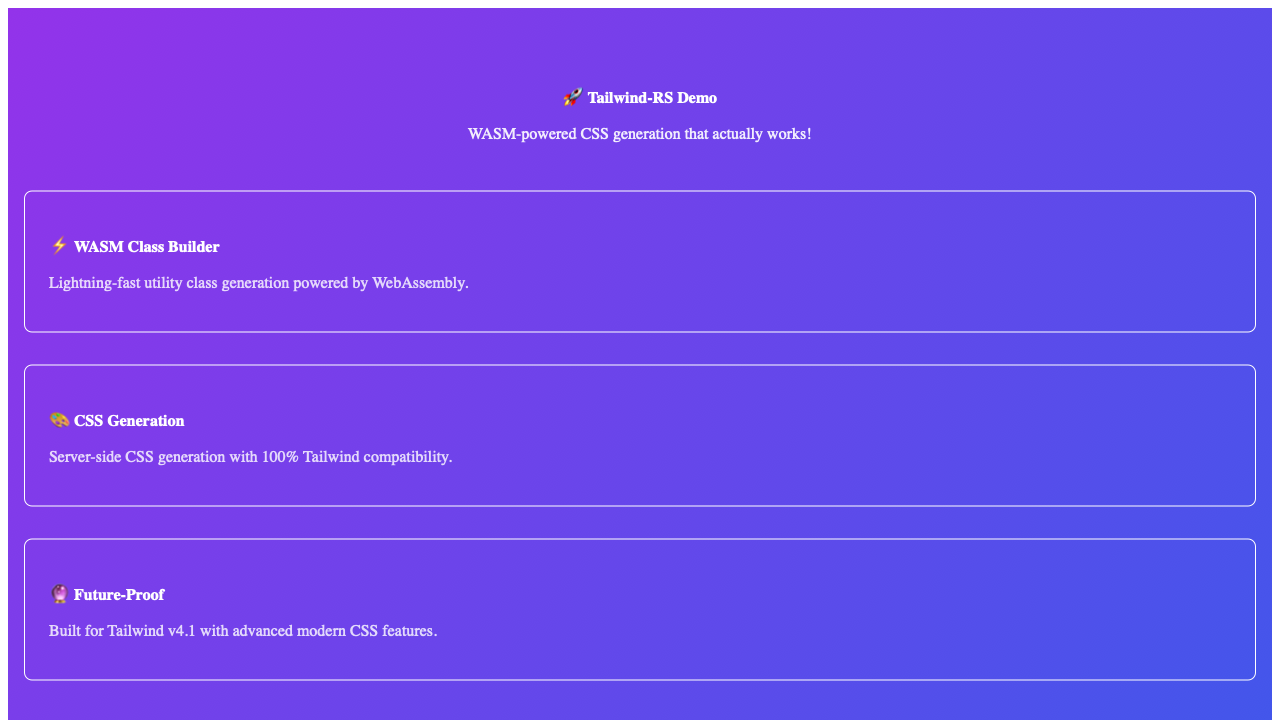 🚀 Tailwind-RS Demo
WASM-powered CSS generation that actually works!
⚡ WASM Class Builder
Lightning-fast utility class generation powered by WebAssembly.
🎨 CSS Generation
Server-side CSS generation with 100% Tailwind compatibility.
🔮 Future-Proof
Built for Tailwind v4.1 with advanced modern CSS features.